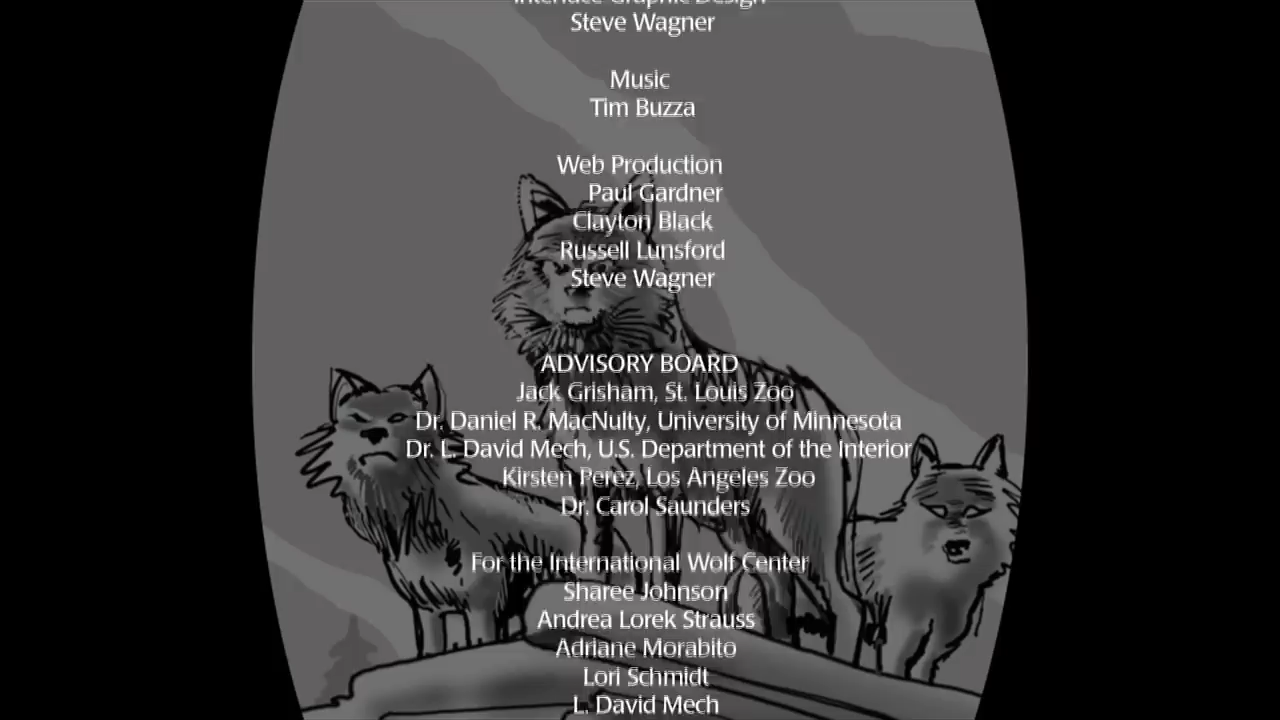 Interface Graphic Design
Steve Wagner
Music
Tim Buzza
Web Production
Paul Gardner
Clayton Black
Russell Lunsford
Steve Wagner
ADVISORY BOARD
Jack Grisham, St. Louis Zoo
Dr. Daniel R. MacNulty, University of Minnesota
Dr. L. David Mech, U.S. Department of the Interior
Kirsten Perez, Los Angeles Zoo
Dr. Carol Saunders
For the International Wolf Center
Sharee Johnson
Andrea Lorek Strauss
Adriane Morabito
Lori Schmidt
L. David Mech